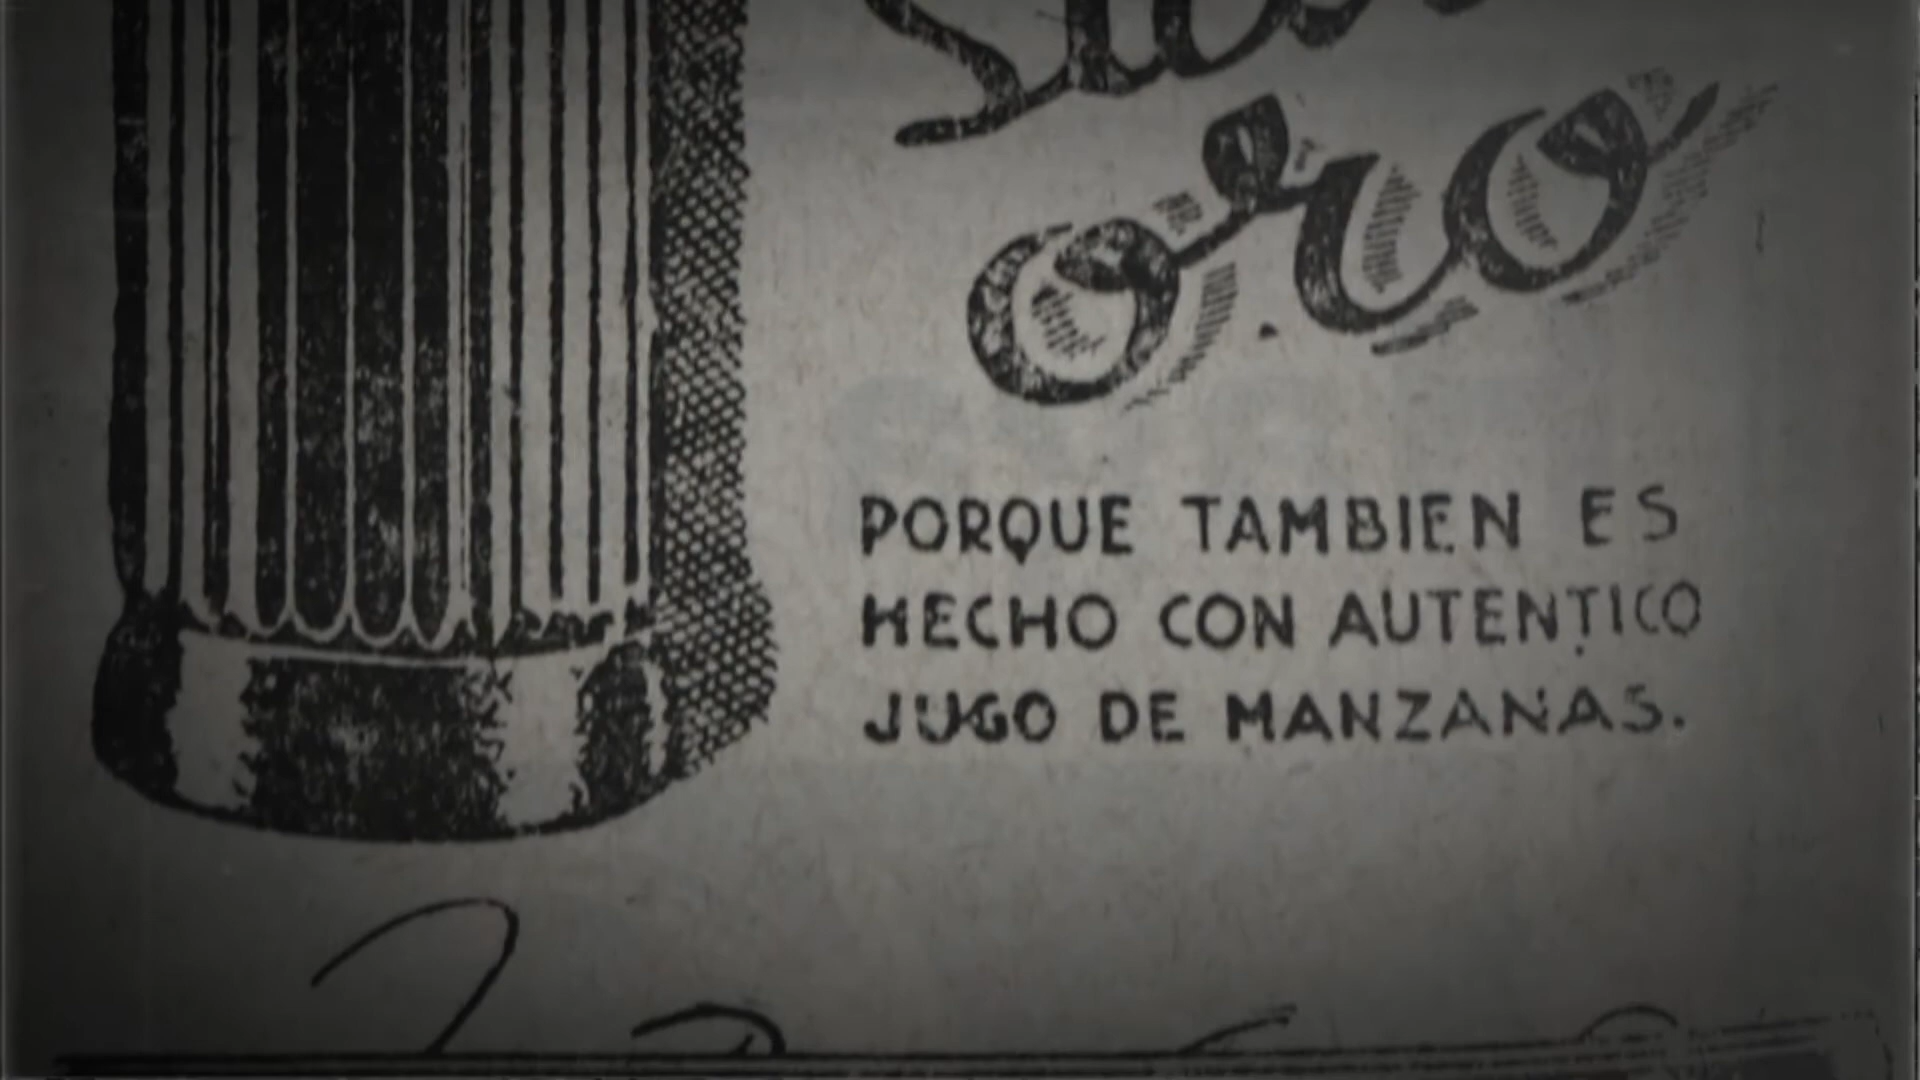 oro
PORQUE TAMBIEN ES
HECHO CON AUTENTICO
JUGO DE MANZANAS.